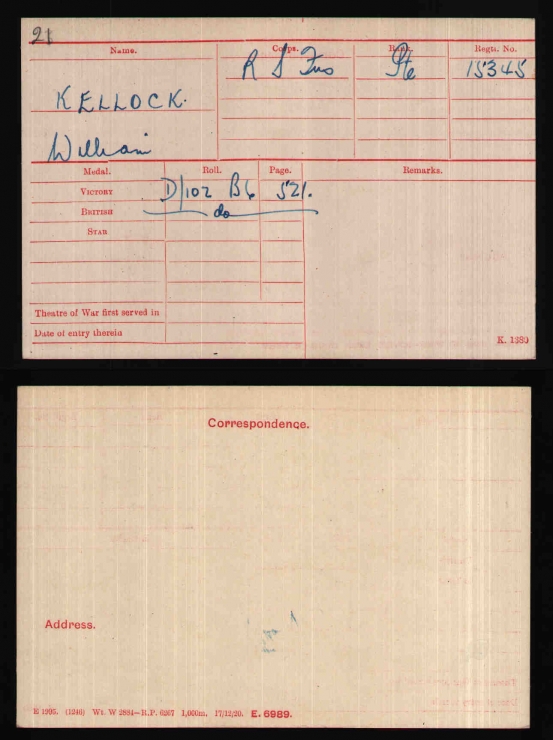 21
Name. Corps. Rank. Regtl. No.
R S Fus Pte 15345
KELLOCK.
William
Medal. Roll. Page. Remarks.
VICTORY D/102 B6 521.
BRITISH do
STAR
Theatre of War first served in
Date of entry therein
K. 1380
Correspondence.
Address.
E 1995. (1246) Wt. W 2884—R.P. 6267 1,000m. 17/12/20. E. 6989.